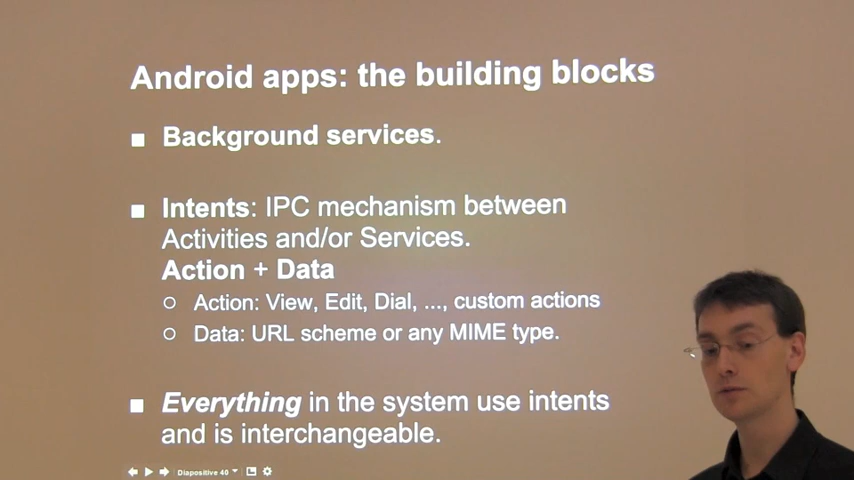 Android apps: the building blocks
■ Background services.
■ Intents: IPC mechanism between
Activities and/or Services.
Action + Data
○ Action: View, Edit, Dial, ..., custom actions
○ Data: URL scheme or any MIME type.
■ Everything in the system use intents
and is interchangeable.
Diapositive 40